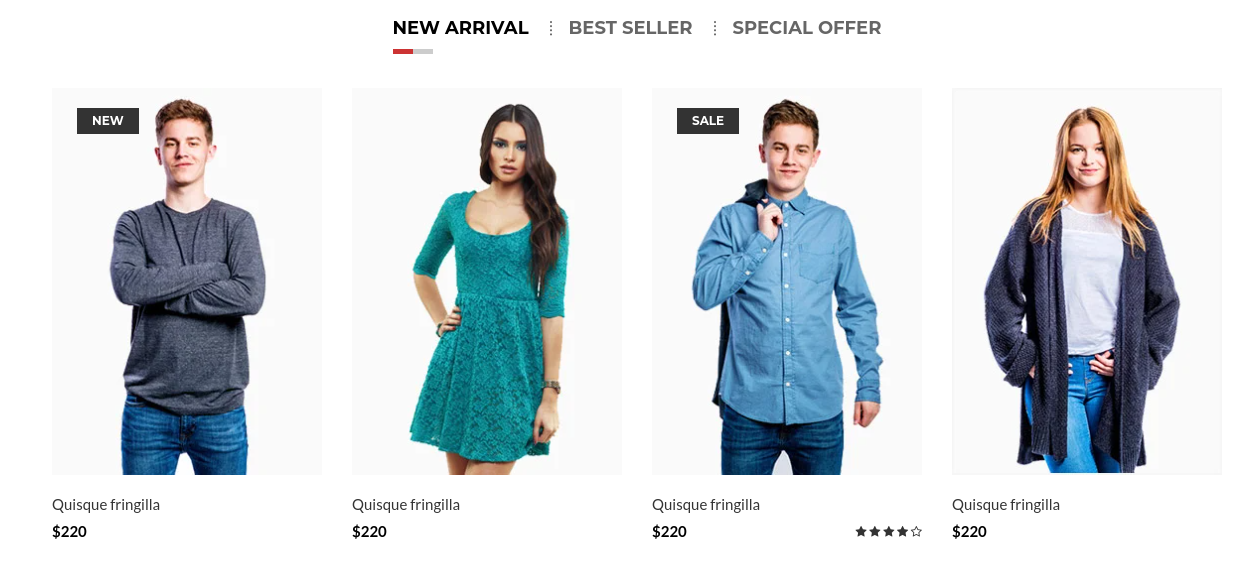 NEW ARRIVAL
BEST SELLER
SPECIAL OFFER
NEW
SALE
Quisque fringilla
$220
Quisque fringilla
$220
Quisque fringilla
$220
Quisque fringilla
$220